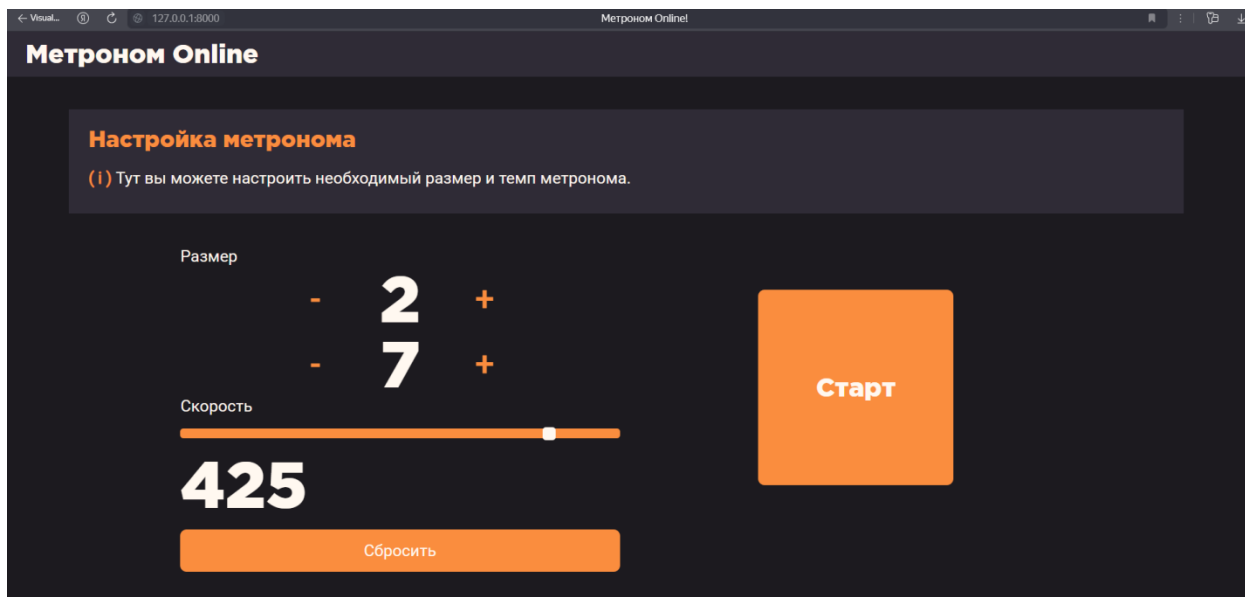 ← Visual... 127.0.0.1:8000 Метроном Online!
Метроном Online
Настройка метронома
(i) Тут вы можете настроить необходимый размер и темп метронома.
Размер
- 2 +
- 7 +
Старт
Скорость
425
Сбросить